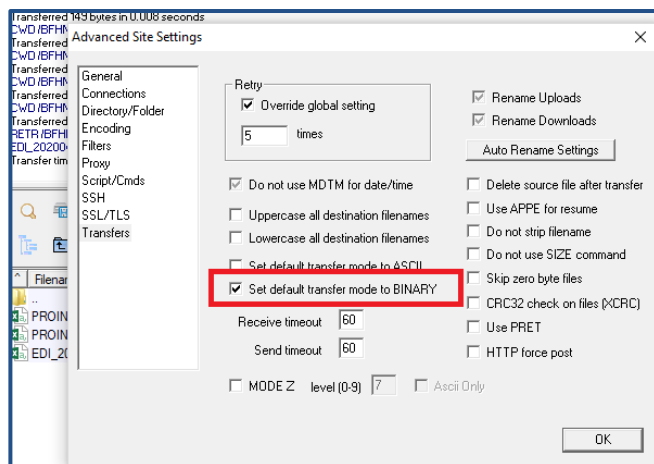 Transferred 149 bytes in 0.008 seconds
CWD /BFHN
Transferred
CWD /BFHN
Transferred
CWD /BFHN
Transferred
CWD /BFHN
Transferred
RETR /BFHI
EDI_20200
Transfer tim
Advanced Site Settings
General
Connections
Directory/Folder
Encoding
Filters
Proxy
Script/Cmds
SSH
SSL/TLS
Transfers
Retry
Override global setting
5 times
Do not use MDTM for date/time
Uppercase all destination filenames
Lowercase all destination filenames
Set default transfer mode to ASCII
Set default transfer mode to BINARY
Receive timeout 60
Send timeout 60
MODE Z level (0-9) 7 Ascii Only
Rename Uploads
Rename Downloads
Auto Rename Settings
Delete source file after transfer
Use APPE for resume
Do not strip filename
Do not use SIZE command
Skip zero byte files
CRC32 check on files (XCRC)
Use PRET
HTTP force post
OK
^ Filenar
..
PROIN
PROIN
EDI_20